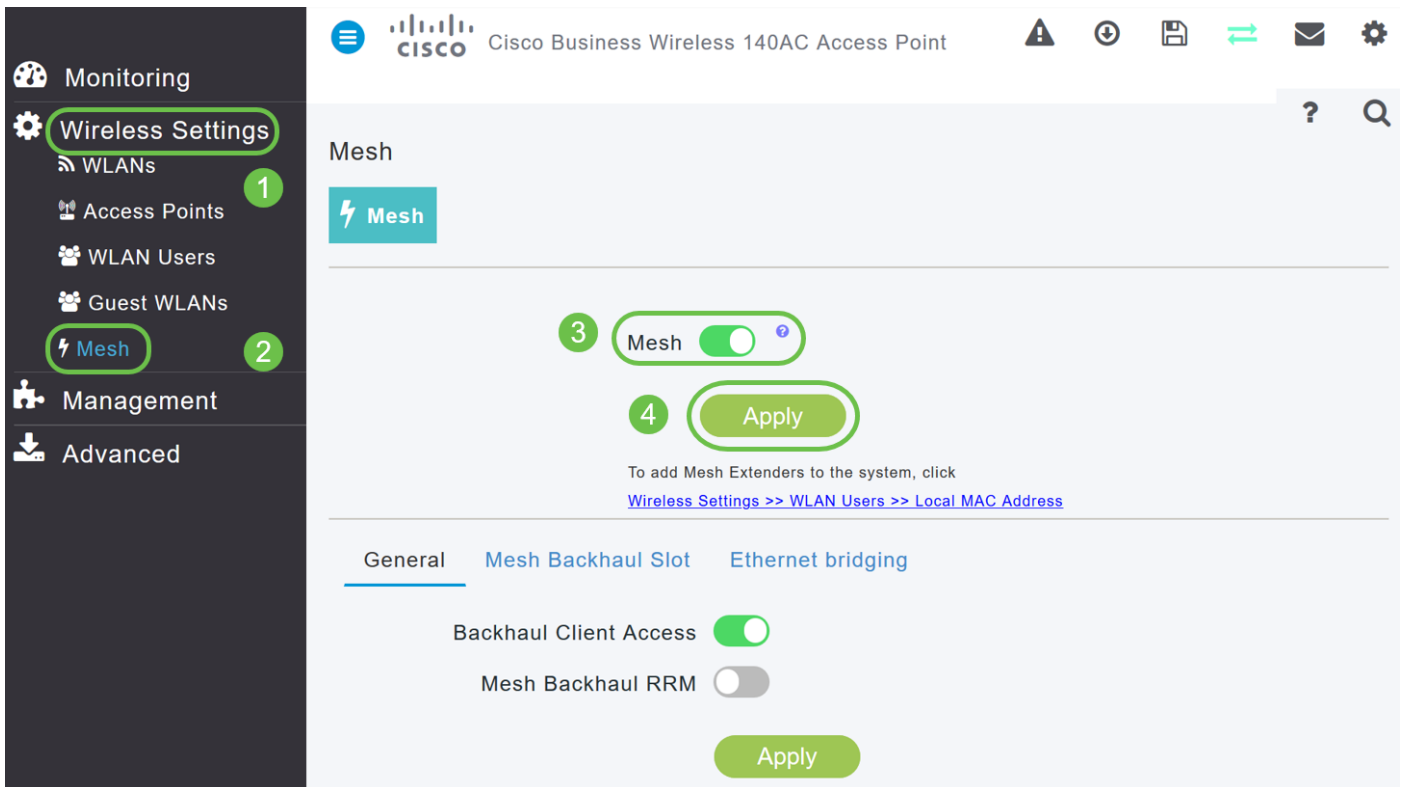 CISCO Cisco Business Wireless 140AC Access Point
Monitoring
Wireless Settings
WLANs
1
Access Points
WLAN Users
Guest WLANs
Mesh 2
Management
Advanced
?
Mesh
Mesh
3 Mesh ?
4 Apply
To add Mesh Extenders to the system, click
Wireless Settings >> WLAN Users >> Local MAC Address
General Mesh Backhaul Slot Ethernet bridging
Backhaul Client Access
Mesh Backhaul RRM
Apply